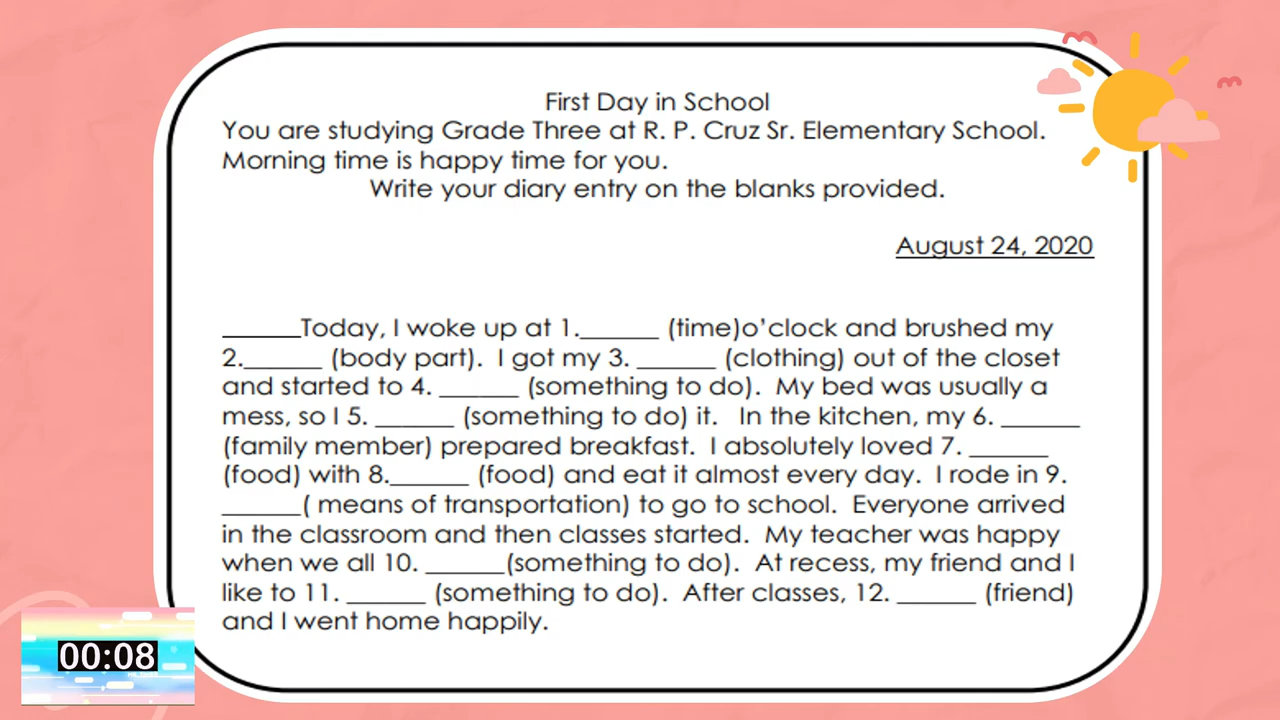 First Day in School
You are studying Grade Three at R. P. Cruz Sr. Elementary School.
Morning time is happy time for you.
Write your diary entry on the blanks provided.
August 24, 2020
______Today, I woke up at 1.______ (time)o'clock and brushed my
2.______ (body part).  I got my 3. ______ (clothing) out of the closet
and started to 4. ______ (something to do).  My bed was usually a
mess, so I 5. ______ (something to do) it.   In the kitchen, my 6. ______
(family member) prepared breakfast.  I absolutely loved 7. ______
(food) with 8.______ (food) and eat it almost every day.  I rode in 9.
______( means of transportation) to go to school.  Everyone arrived
in the classroom and then classes started.  My teacher was happy
when we all 10. ______(something to do).  At recess, my friend and I
like to 11. ______ (something to do).  After classes, 12. ______ (friend)
and I went home happily.
00:08